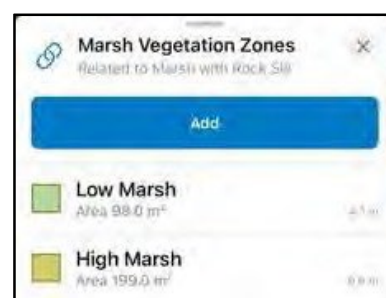 Marsh Vegetation Zones
Related to Marsh with Rock Sill
Add
Low Marsh
Area 98.0 m²
High Marsh
Area 199.0 m²